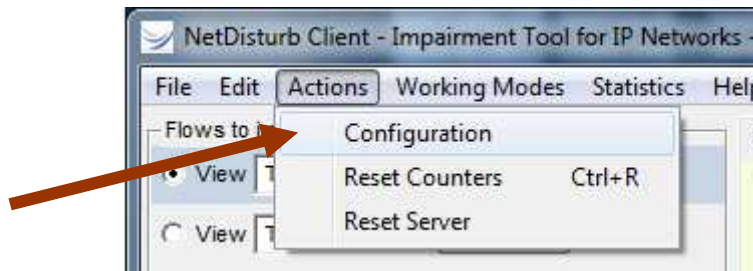 NetDisturb Client - Impairment Tool for IP Networks -
File Edit Actions Working Modes Statistics Help
Flows to
Configuration
View T
Reset Counters Ctrl+R
Reset Server
View T